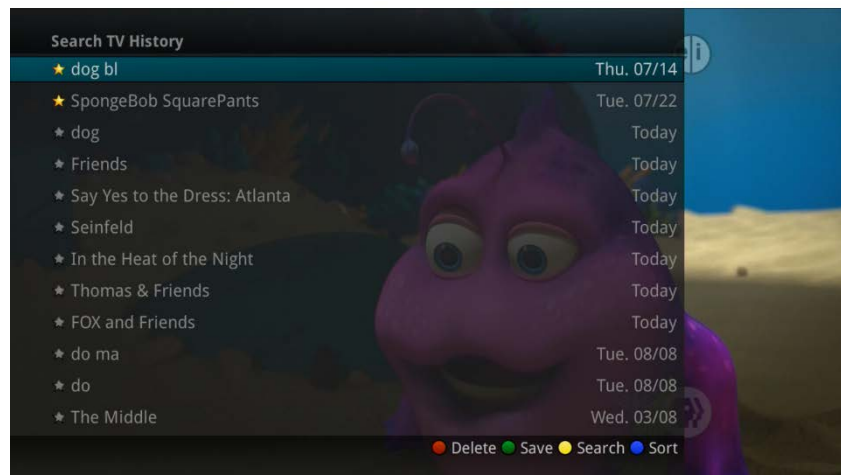 Search TV History
dog bl Thu. 07/14
SpongeBob SquarePants Tue. 07/22
dog Today
Friends Today
Say Yes to the Dress: Atlanta Today
Seinfeld Today
In the Heat of the Night Today
Thomas & Friends Today
FOX and Friends Today
do ma Tue. 08/08
do Tue. 08/08
The Middle Wed. 03/08
Delete Save Search Sort